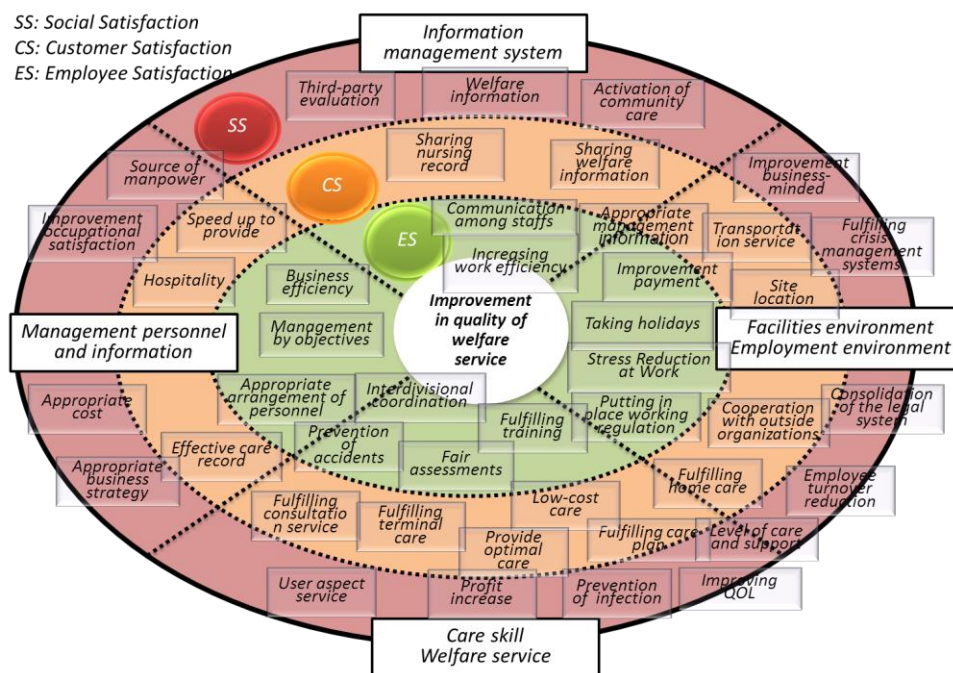 SS: Social Satisfaction
CS: Customer Satisfaction
ES: Employee Satisfaction
Information
management system
Third-party
evaluation
Welfare
information
Activation of
community
care
SS
Sharing
nursing
record
Sharing
welfare
information
Source of
manpower
CS
Improvement
business-
minded
Improvement
occupational
satisfaction
Speed up to
provide
ES
Communication
among staffs
Appropriate
management
information
Transportat
ion service
Fulfilling
crisis
management
systems
Hospitality
Business
efficiency
Increasing
work efficiency
Improvement
payment
Site
location
Management personnel
and information
Management
by objectives
Improvement
in quality of
welfare
service
Taking holidays
Facilities environment
Employment environment
Stress Reduction
at Work
Appropriate
cost
Appropriate
arrangement
of personnel
Interdivisional
coordination
Putting in
place working
regulation
Cooperation
with outside
organizations
Consolidation
of the legal
system
Effective care
record
Prevention
of
accidents
Fulfilling
training
Appropriate
business
strategy
Fair
assessments
Fulfilling
home care
Employee
turnover
reduction
Fulfilling
consultatio
n service
Fulfilling
terminal
care
Low-cost
care
Provide
optimal
care
Fulfilling care
plan
Level of care
and support
User aspect
service
Profit
increase
Prevention
of infection
Improving
QOL
Care skill
Welfare service